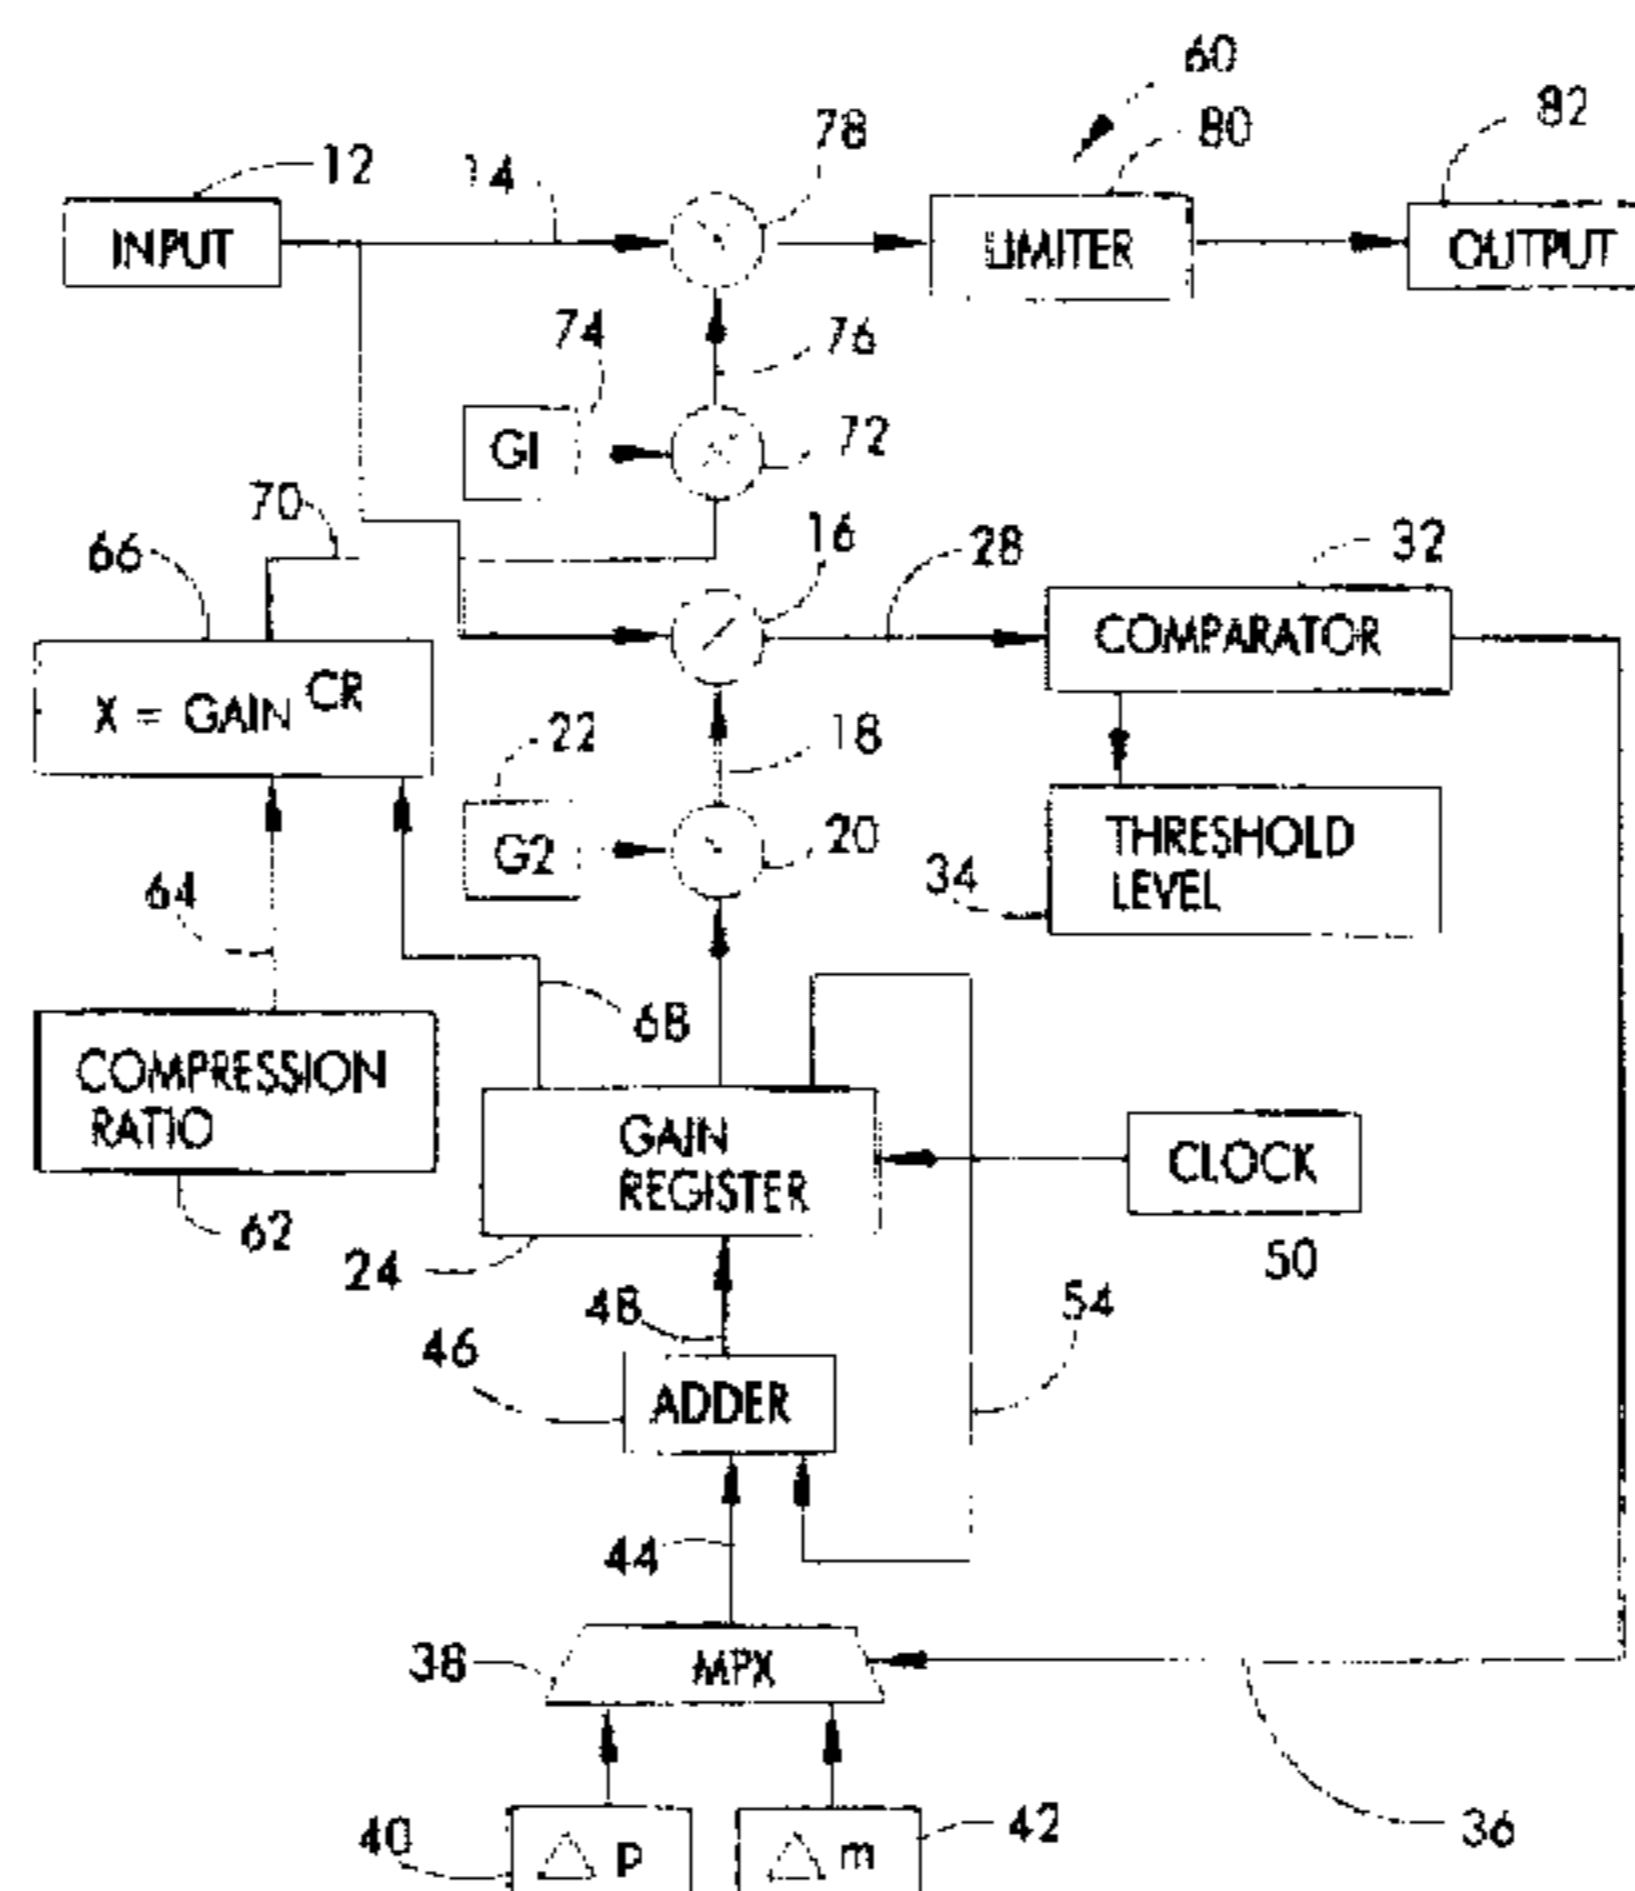 60
78
80
82
12
14
INPUT
LIMITER
OUTPUT
74
76
G1
72
70
16
66
28
32
COMPARATOR
X = GAIN CR
22
18
G2
20
THRESHOLD
LEVEL
34
64
68
COMPRESSION
RATIO
GAIN
REGISTER
CLOCK
62
24
50
48
54
46
ADDER
44
38
MPX
40
△ p
△ m
42
36